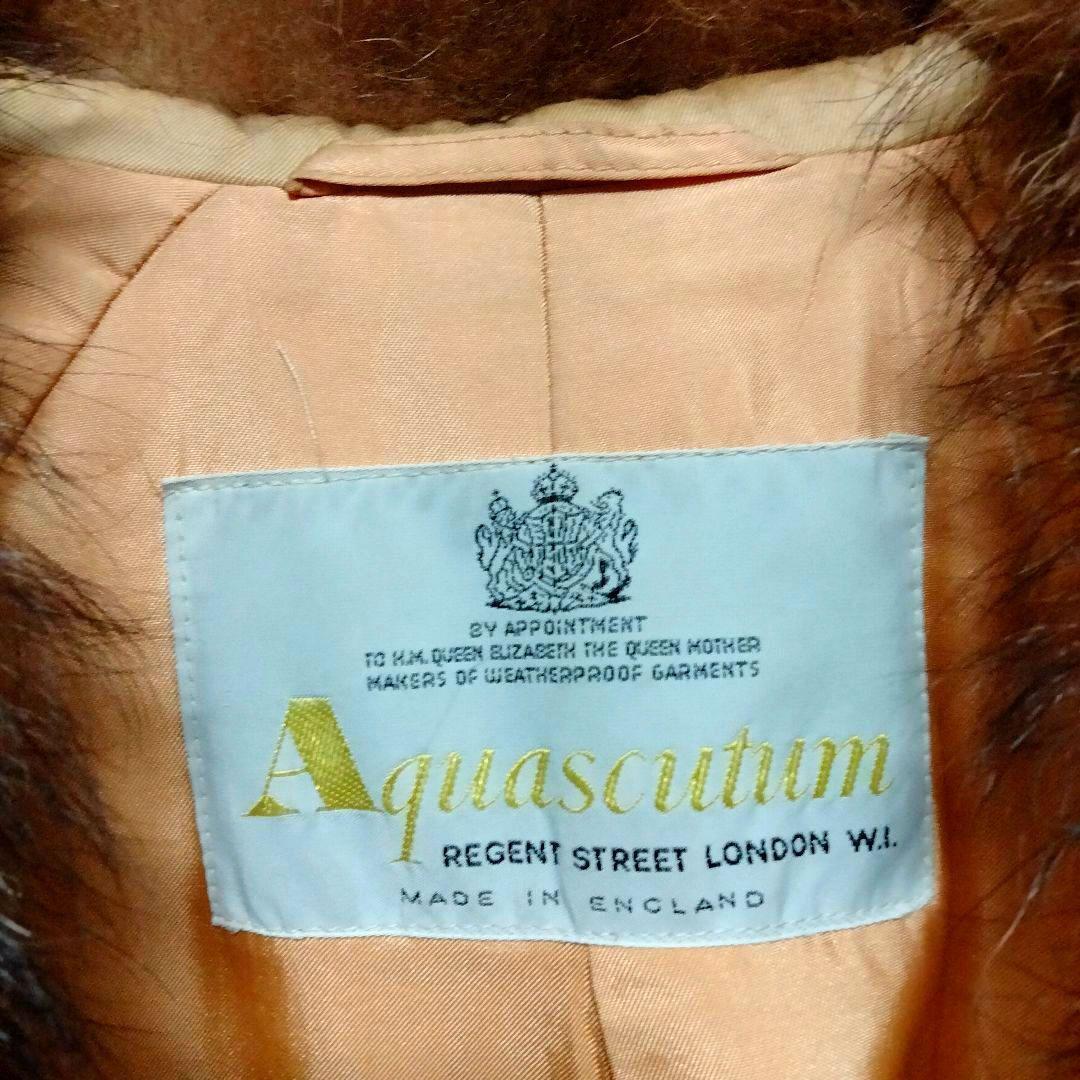 BY APPOINTMENT
TO H.M. QUEEN ELIZABETH THE QUEEN MOTHER
MAKERS OF WEATHERPROOF GARMENTS
Aquascutum
REGENT STREET LONDON W.I.
MADE IN ENGLAND